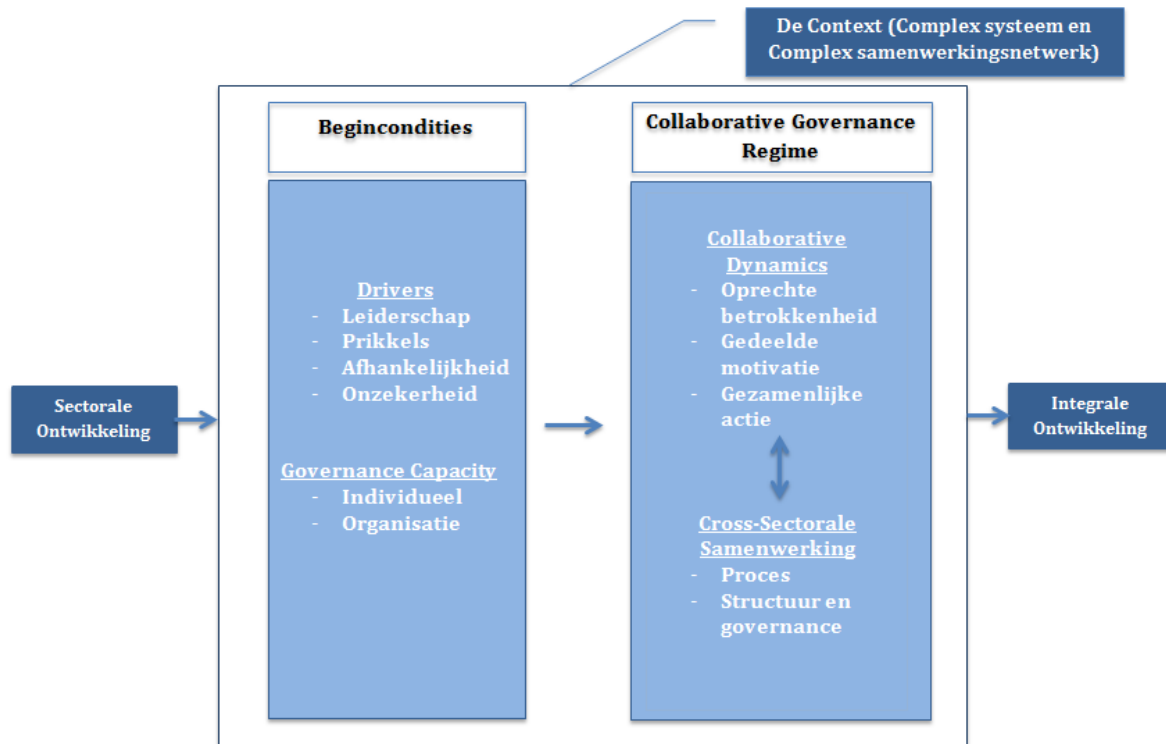 De Context (Complex systeem en
Complex samenwerkingsnetwerk)
Begincondities
Collaborative Governance
Regime
Sectorale
Ontwikkeling
Drivers
- Leiderschap
- Prikkels
- Afhankelijkheid
- Onzekerheid
Governance Capacity
- Individueel
- Organisatie
Collaborative
Dynamics
- Oprechte
betrokkenheid
- Gedeelde
motivatie
- Gezamenlijke
actie
Cross-Sectorale
Samenwerking
- Proces
- Structuur en
governance
Integrale
Ontwikkeling